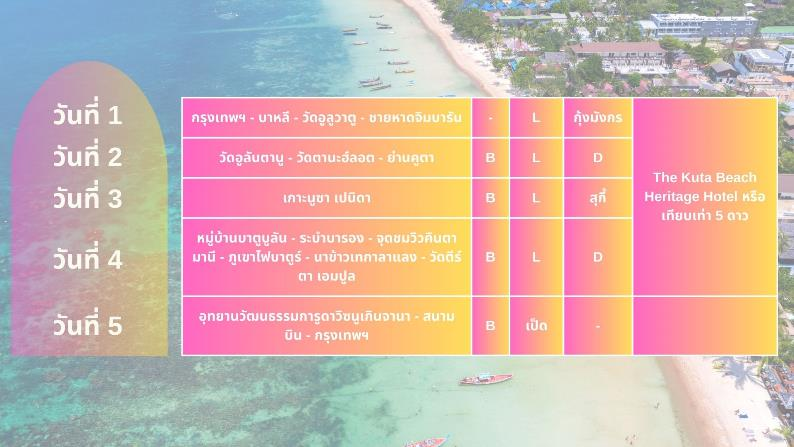 วันที่ 1
กรุงเทพฯ - บาหลี - วัดอูลูวาตู - ชายหาดจิมบารัน
-
L
กุ้งมังกร
The Kuta Beach
Heritage Hotel หรือ
เทียบเท่า 5 ดาว
วันที่ 2
วัดอูลันตานู - วัดตานะฮ์ลอต - ย่านคูตา
B
L
D
วันที่ 3
เกาะนูซา เปนิดา
B
L
สุกี้
วันที่ 4
หมู่บ้านบาตูบูลัน - ระบำบารอง - จุดชมวิวคินตา
มานี - ภูเขาไฟบาตูร์ - นาข้าวเทกาลาแลง - วัดตีร์
ตา เอมปูล
B
L
D
วันที่ 5
อุทยานวัฒนธรรมการูดาวิซนูเกินจานา - สนาม
บิน - กรุงเทพฯ
B
เป็ด
-